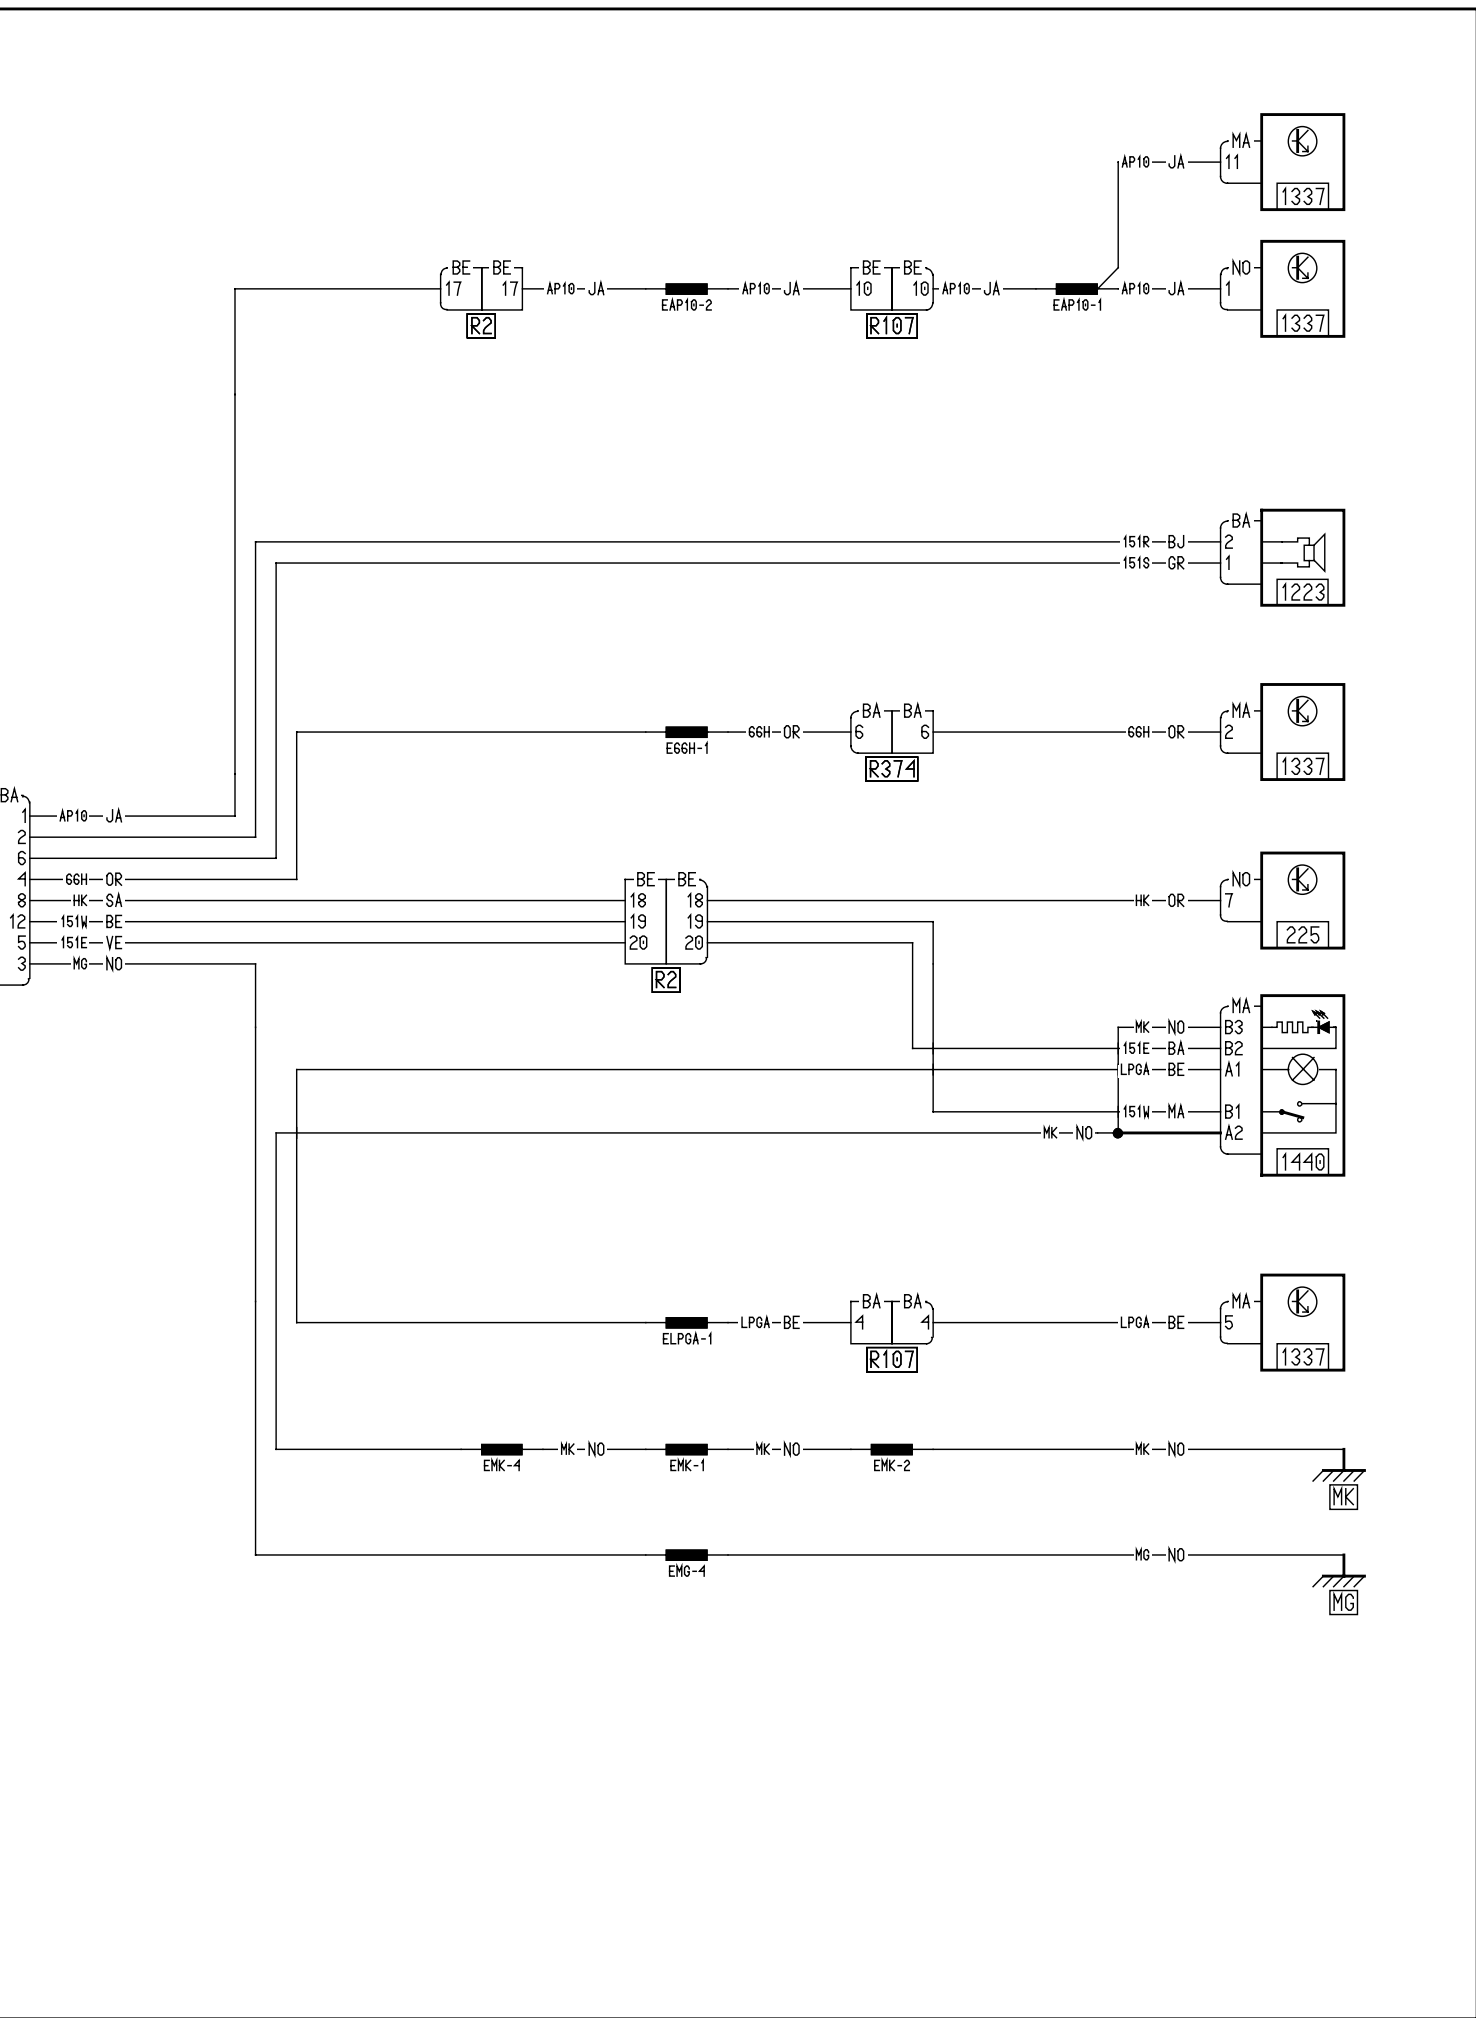 MA
AP10 JA 11
1337
BE BE NO
17 17 AP10 JA AP10 JA 10 10 AP10 JA AP10 JA 1
EAP10-2 EAP10-1
R2 R107 1337
BA
151R BJ 2
151S GR 1
1223
BA BA MA
66H OR 6 6 66H OR 2
E66H-1
R374 1337
BA
1 AP10 JA
2
6
4 66H OR BE BE NO
8 HK SA 18 18 HK OR 7
12 151W BE 19 19
5 151E VE 20 20 225
3 MG NO
R2
MA
MK NO B3
151E BA B2
LPGA BE A1
151W MA B1
MK NO A2
1440
BA BA MA
LPGA BE 4 4 LPGA BE 5
ELPGA-1
R107 1337
MK NO MK NO MK NO
EMK-4 EMK-1 EMK-2
MK
MG NO
EMG-4
MG